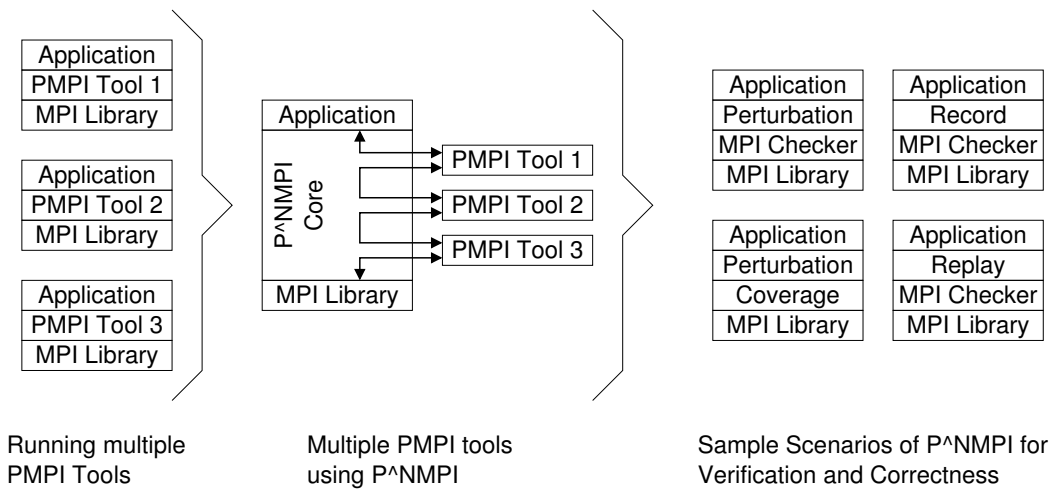 Application
PMPI Tool 1
MPI Library
Application
PMPI Tool 2
MPI Library
Application
PMPI Tool 3
MPI Library
Running multiple
PMPI Tools
Application
P^NMPI
Core
PMPI Tool 1
PMPI Tool 2
PMPI Tool 3
MPI Library
Multiple PMPI tools
using P^NMPI
Application
Perturbation
MPI Checker
MPI Library
Application
Record
MPI Checker
MPI Library
Application
Perturbation
Coverage
MPI Library
Application
Replay
MPI Checker
MPI Library
Sample Scenarios of P^NMPI for
Verification and Correctness